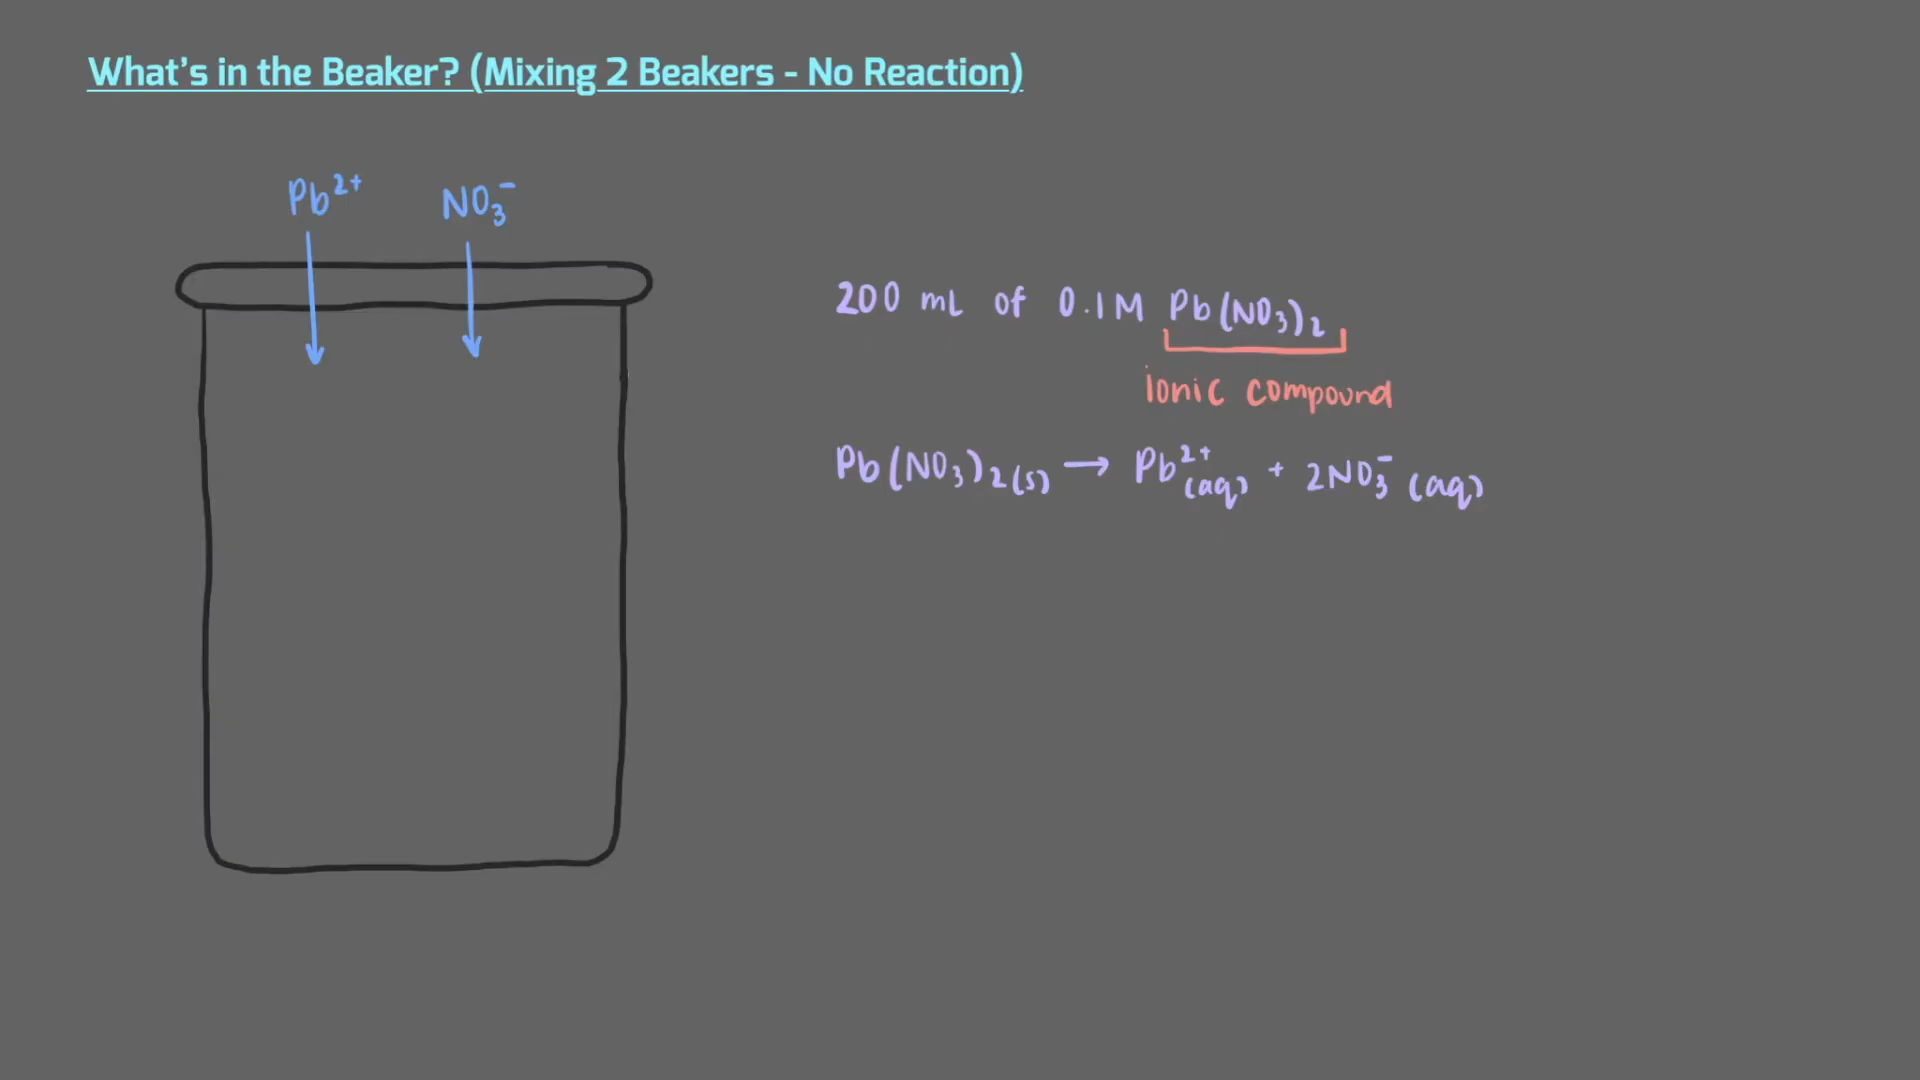 What's in the Beaker? (Mixing 2 Beakers - No Reaction)
Pb²⁺ NO₃⁻
200 mL of 0.1M Pb(NO₃)₂
ionic compound
Pb(NO₃)₂(s) → Pb²⁺(aq) + 2NO₃⁻(aq)